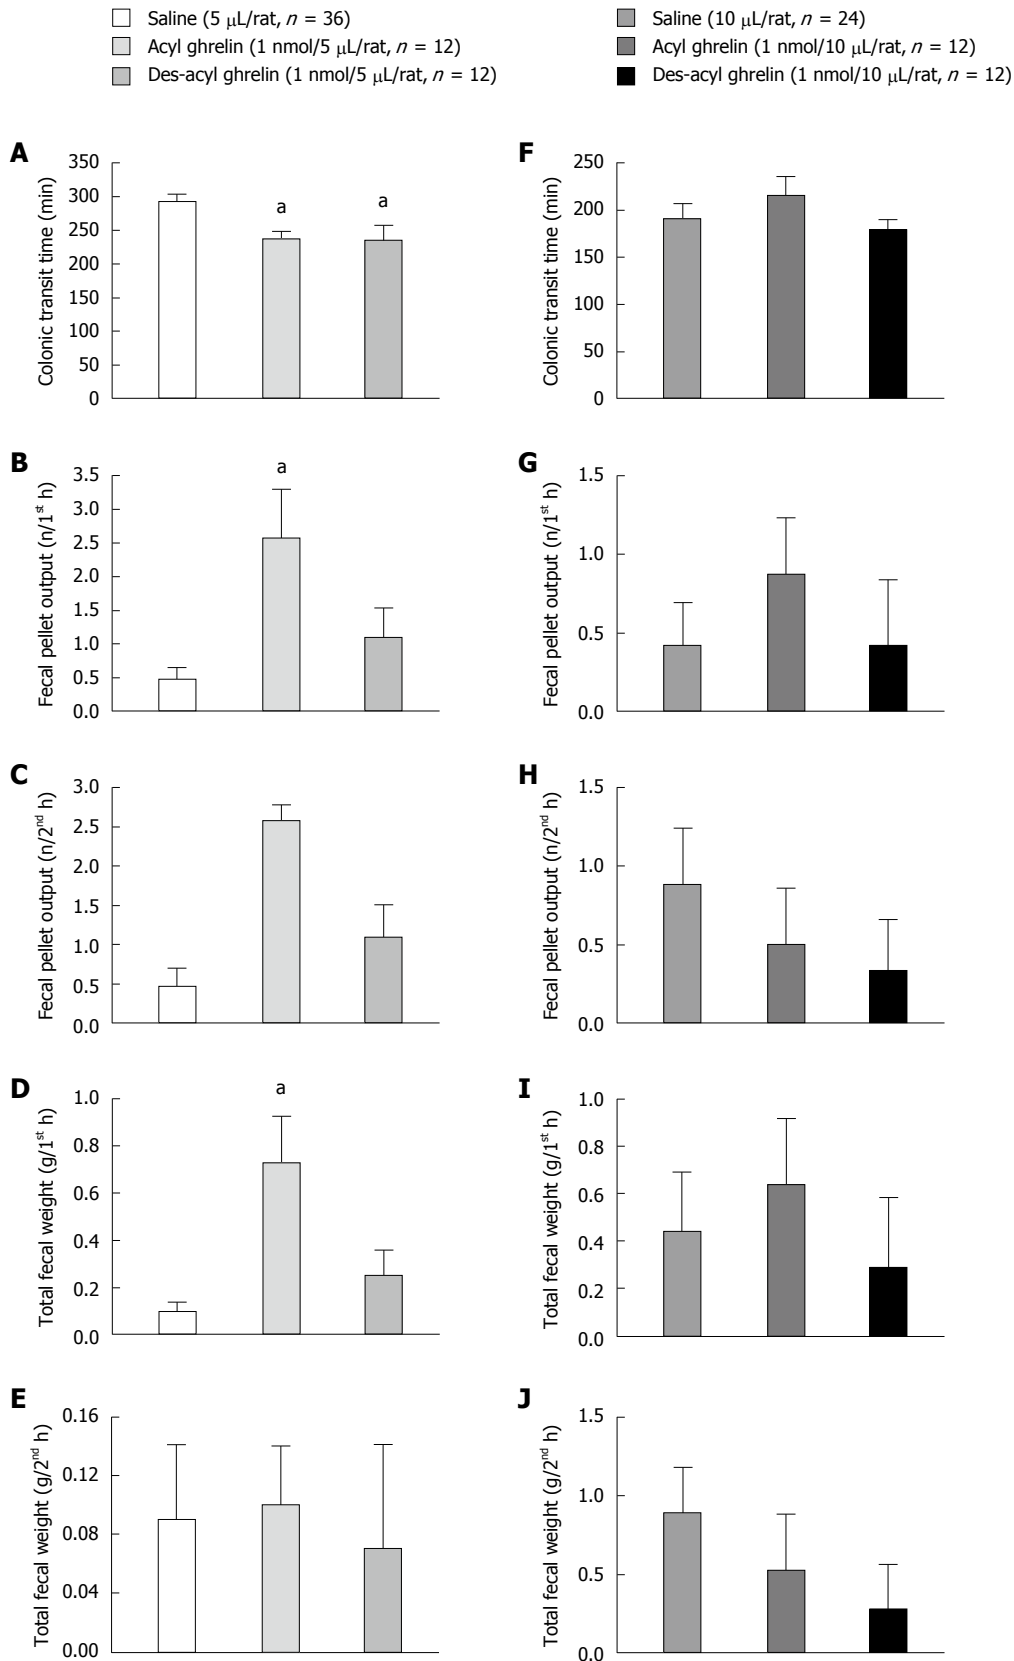 Saline (5 μL/rat, n = 36)
Acyl ghrelin (1 nmol/5 μL/rat, n = 12)
Des-acyl ghrelin (1 nmol/5 μL/rat, n = 12)
Saline (10 μL/rat, n = 24)
Acyl ghrelin (1 nmol/10 μL/rat, n = 12)
Des-acyl ghrelin (1 nmol/10 μL/rat, n = 12)
A
Colonic transit time (min)
350
300
250
200
150
100
50
0
a
a
F
Colonic transit time (min)
250
200
150
100
50
0
B
Fecal pellet output (n/1st h)
3.5
3.0
2.5
2.0
1.5
1.0
0.5
0.0
a
G
Fecal pellet output (n/1st h)
1.5
1.0
0.5
0.0
C
Fecal pellet output (n/2nd h)
3.0
2.5
2.0
1.5
1.0
0.5
0.0
H
Fecal pellet output (n/2nd h)
1.5
1.0
0.5
0.0
D
Total fecal weight (g/1st h)
1.0
0.8
0.6
0.4
0.2
0.0
a
I
Total fecal weight (g/1st h)
1.0
0.8
0.6
0.4
0.2
0.0
E
Total fecal weight (g/2nd h)
0.16
0.12
0.08
0.04
0.00
J
Total fecal weight (g/2nd h)
1.5
1.0
0.5
0.0